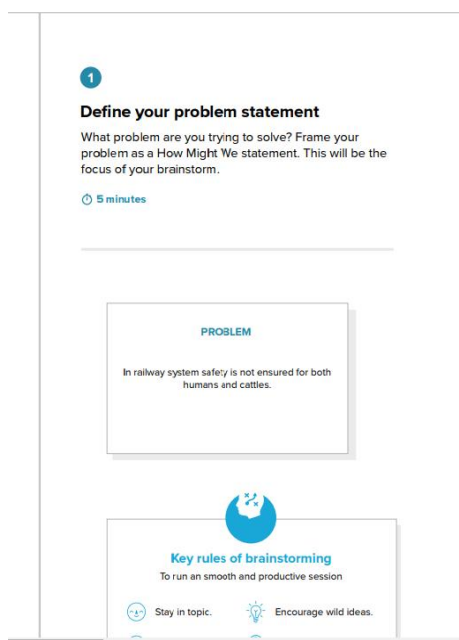 1
Define your problem statement
What problem are you trying to solve? Frame your
problem as a How Might We statement. This will be the
focus of your brainstorm.
5 minutes
PROBLEM
In railway system safety is not ensured for both
humans and cattles.
Key rules of brainstorming
To run an smooth and productive session
Stay in topic.
Encourage wild ideas.